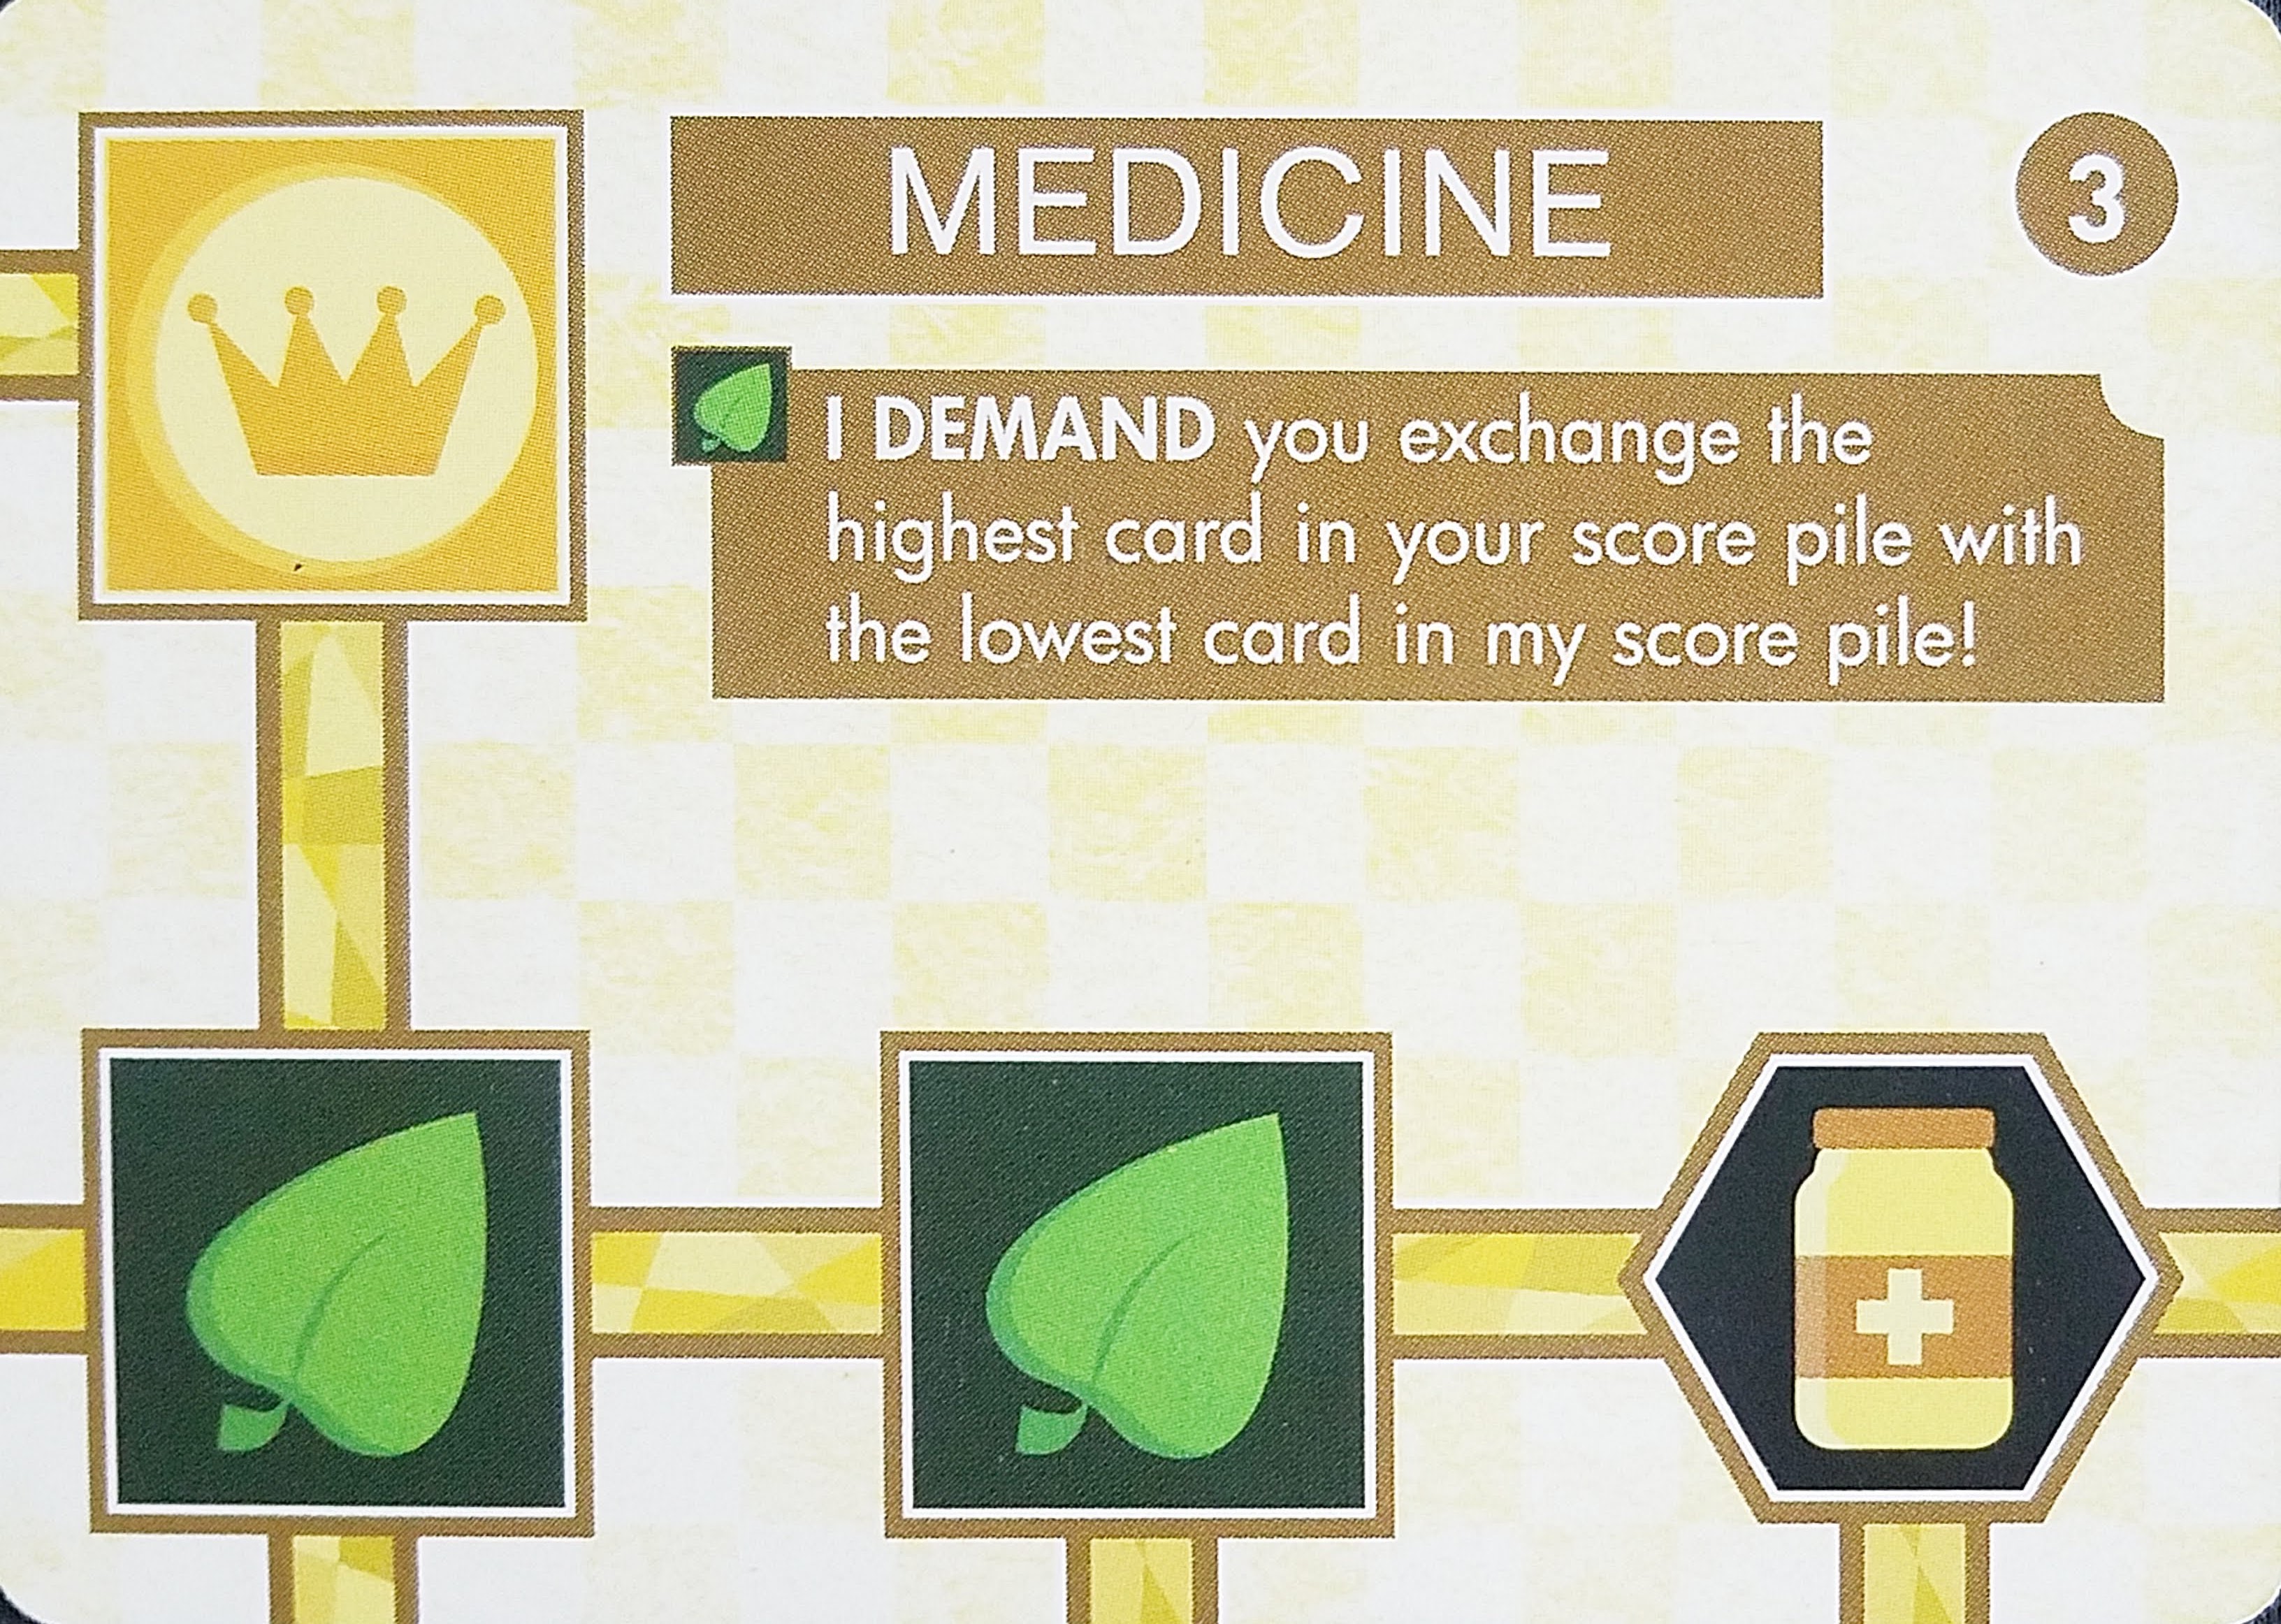 MEDICINE
3
I DEMAND you exchange the
highest card in your score pile with
the lowest card in my score pile!